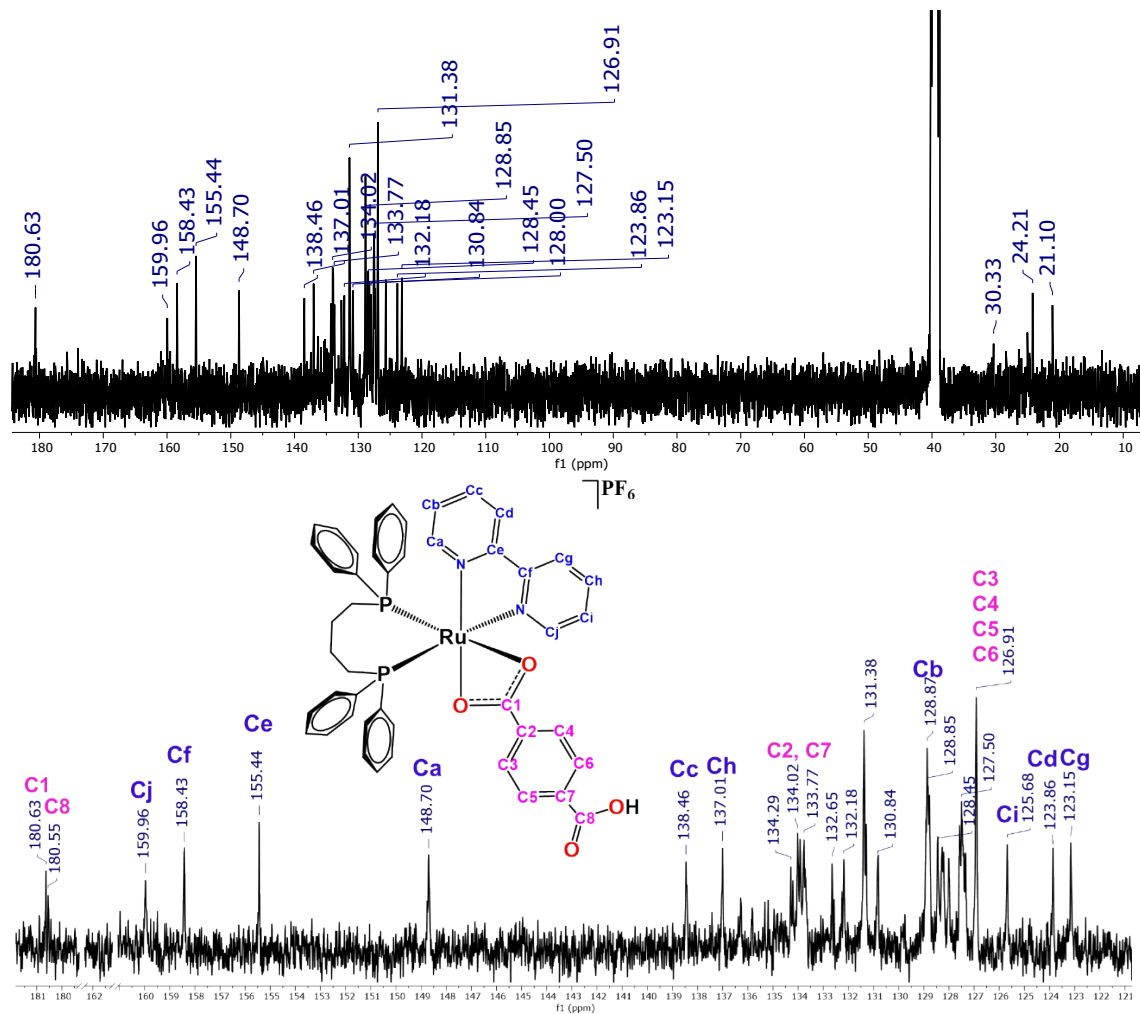 180.63
159.96
158.43
155.44
148.70
138.46
137.01
134.02
133.77
132.18
131.38
130.84
128.85
128.45
128.00
127.50
126.91
123.86
123.15
30.33
24.21
21.10
180 170 160 150 140 130 120 110 100 90 80 70 60 50 40 30 20 10
f1 (ppm)
PF6
Cc
Cb
Cd
Ca
Ce
Cg
N
Cf
Ch
P
N
Cj
Ci
Ru
O
P
O
C1
C2
C4
C3
C6
C5
C7
OH
C8
O
C1
C8
Cj
Cf
Ce
Ca
Cc
Ch
C2, C7
Cb
C3
C4
C5
C6
Ci
Cd
Cg
180.63
180.55
159.96
158.43
155.44
148.70
138.46
137.01
134.29
134.02
133.77
132.65
132.18
131.38
130.84
128.87
128.85
128.45
127.50
126.91
125.68
123.86
123.15
181 180 162 160 159 158 157 156 155 154 153 152 151 150 149 148 147 146 145 144 143 142 141 140 139 138 137 136 135 134 133 132 131 130 129 128 127 126 125 124 123 122 121
f1 (ppm)